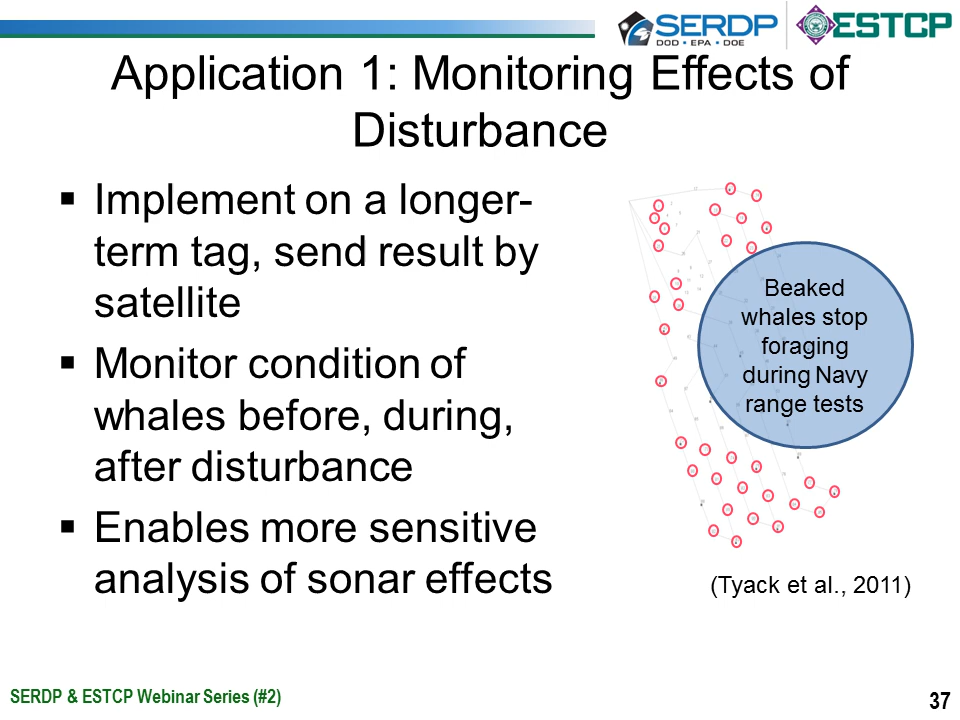 SERDP
DOD • EPA • DOE
ESTCP
Application 1: Monitoring Effects of
Disturbance
▪ Implement on a longer-
term tag, send result by
satellite
▪ Monitor condition of
whales before, during,
after disturbance
▪ Enables more sensitive
analysis of sonar effects
Beaked
whales stop
foraging
during Navy
range tests
(Tyack et al., 2011)
SERDP & ESTCP Webinar Series (#2)
37